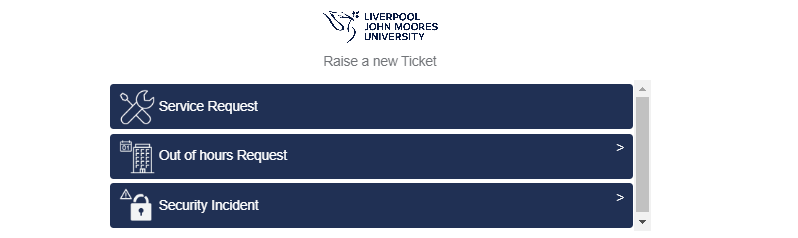 LIVERPOOL
JOHN MOORES
UNIVERSITY
Raise a new Ticket
Service Request
Out of hours Request >
Security Incident >